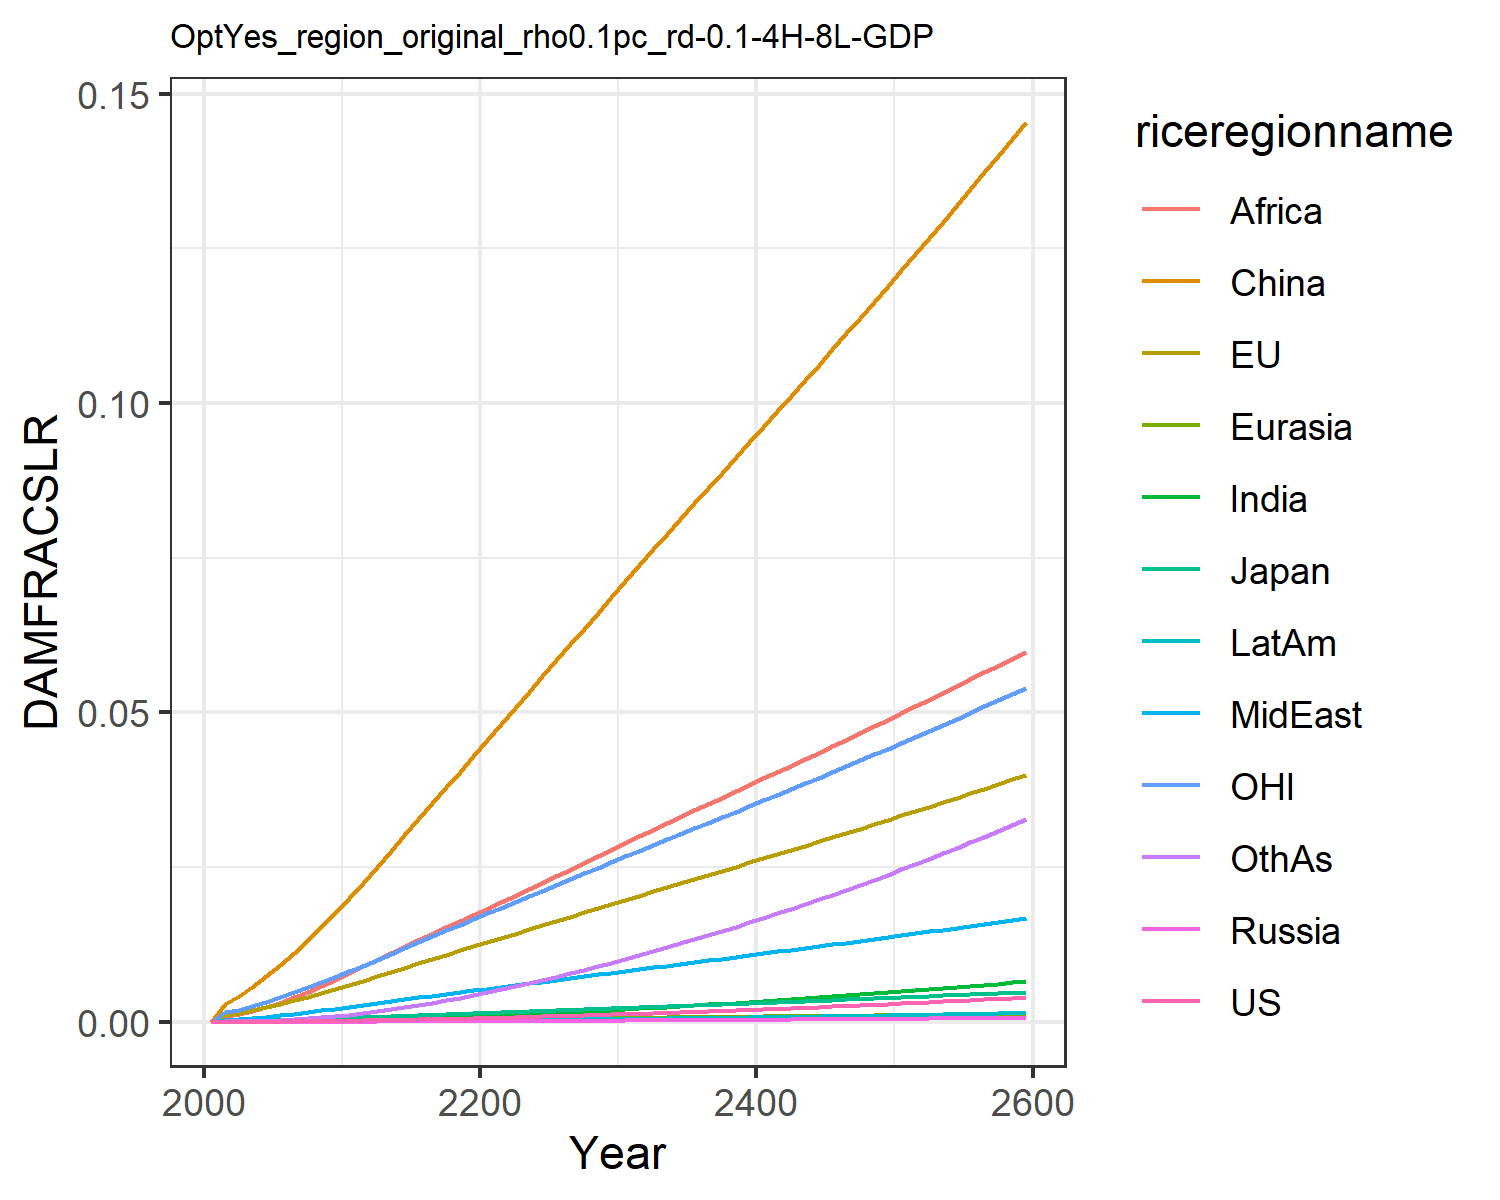 OptYes_region_original_rho0.1pc_rd-0.1-4H-8L-GDP
DAMFRACSLR
0.15
0.10
0.05
0.00
2000
2200
2400
2600
Year
riceregionname
Africa
China
EU
Eurasia
India
Japan
LatAm
MidEast
OHI
OthAs
Russia
US